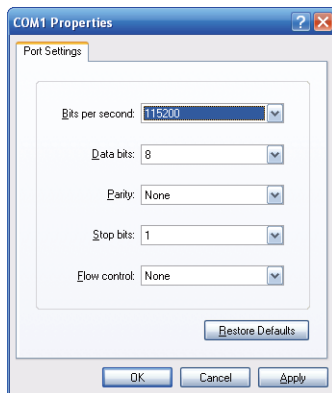 COM1 Properties
Port Settings
Bits per second: 115200
Data bits: 8
Parity: None
Stop bits: 1
Flow control: None
Restore Defaults
OK Cancel Apply